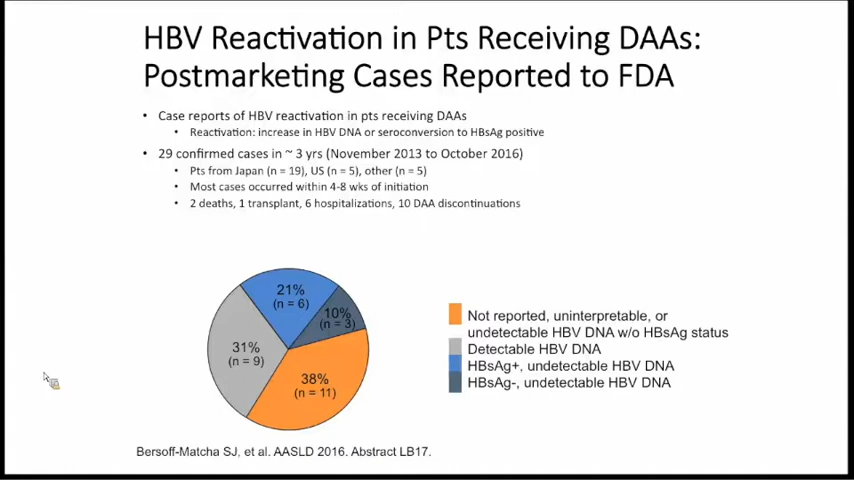 HBV Reactivation in Pts Receiving DAAs:
Postmarketing Cases Reported to FDA
• Case reports of HBV reactivation in pts receiving DAAs
• Reactivation: increase in HBV DNA or seroconversion to HBsAg positive
• 29 confirmed cases in ~ 3 yrs (November 2013 to October 2016)
• Pts from Japan (n = 19), US (n = 5), other (n = 5)
• Most cases occurred within 4-8 wks of initiation
• 2 deaths, 1 transplant, 6 hospitalizations, 10 DAA discontinuations
21%
(n = 6)
10%
(n = 3)
31%
(n = 9)
38%
(n = 11)
Not reported, uninterpretable, or
undetectable HBV DNA w/o HBsAg status
Detectable HBV DNA
HBsAg+, undetectable HBV DNA
HBsAg-, undetectable HBV DNA
Bersoff-Matcha SJ, et al. AASLD 2016. Abstract LB17.